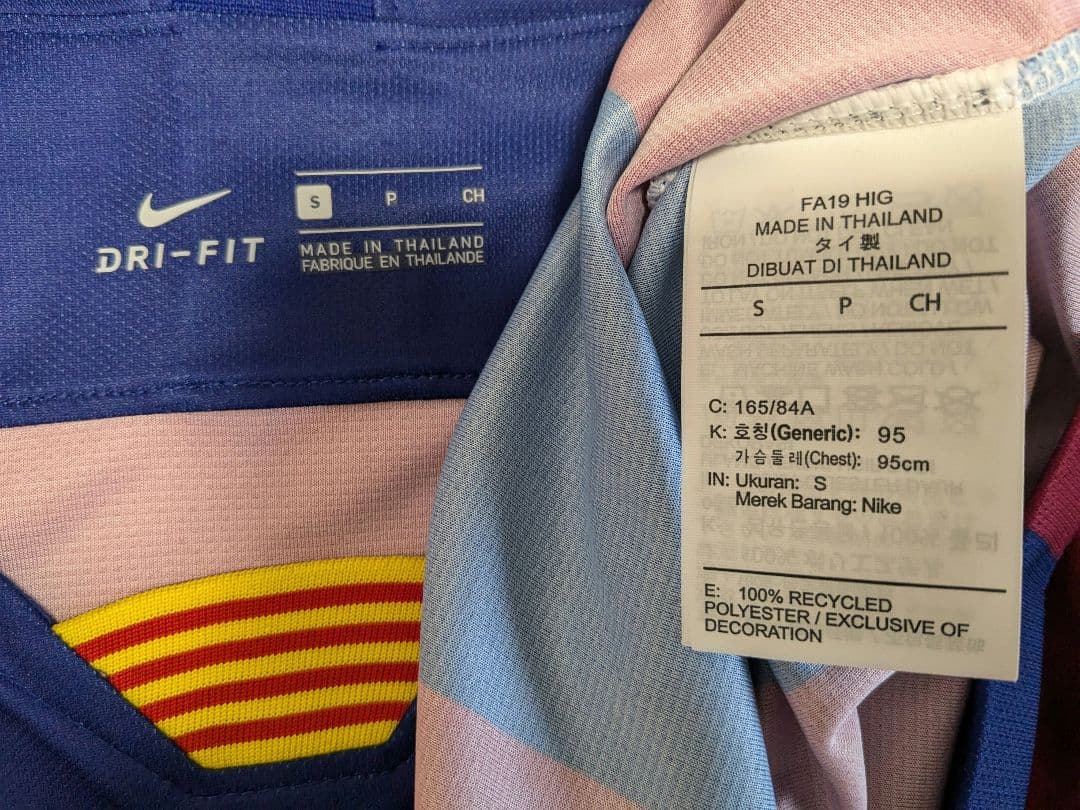 DRI-FIT
S P CH
MADE IN THAILAND
FABRIQUE EN THAILANDE
FA19 HIG
MADE IN THAILAND
タイ製
DIBUAT DI THAILAND
S P CH
C: 165/84A
K: 호칭(Generic): 95
가슴둘레(Chest): 95cm
IN: Ukuran: S
Merek Barang: Nike
E: 100% RECYCLED
POLYESTER / EXCLUSIVE OF
DECORATION